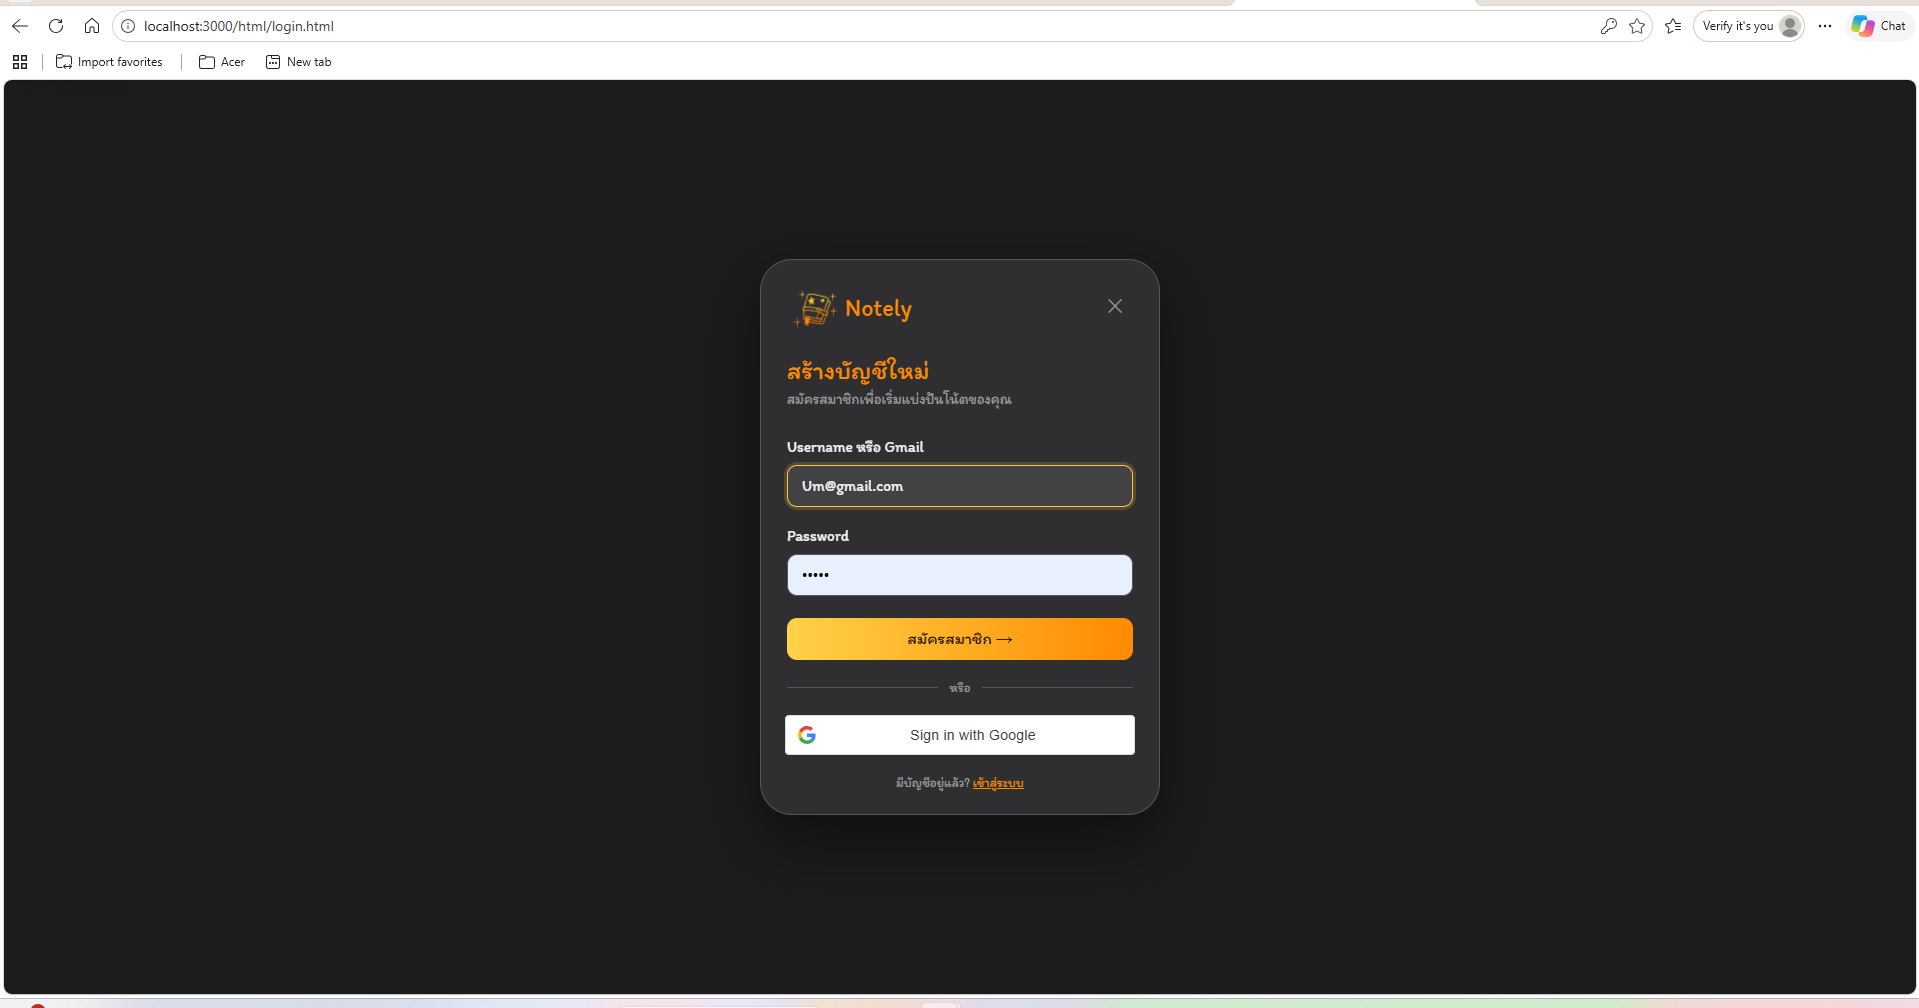 localhost:3000/html/login.html
Verify it's you
Chat
Import favorites
Acer
New tab
Notely
สร้างบัญชีใหม่
สมัครสมาชิกเพื่อเริ่มแบ่งปันโน้ตของคุณ
Username หรือ Gmail
Um@gmail.com
Password
•••••
สมัครสมาชิก →
หรือ
Sign in with Google
มีบัญชีอยู่แล้ว? เข้าสู่ระบบ